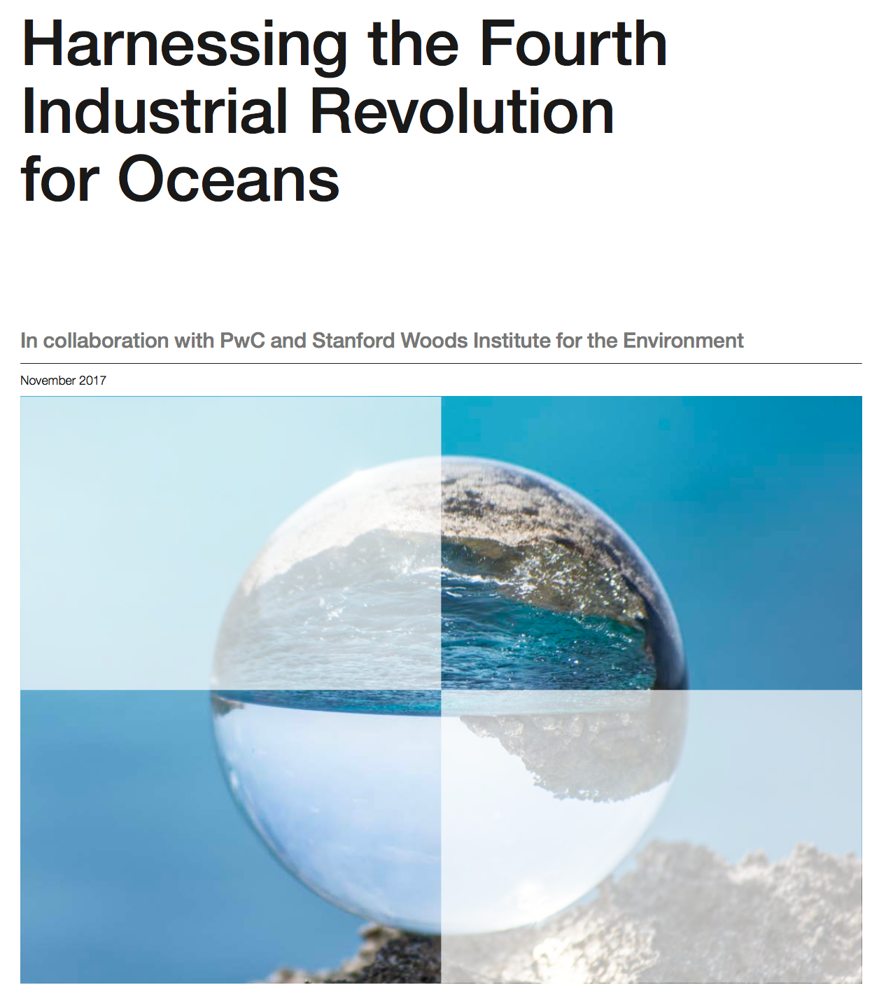 Harnessing the Fourth
Industrial Revolution
for Oceans
In collaboration with PwC and Stanford Woods Institute for the Environment
November 2017